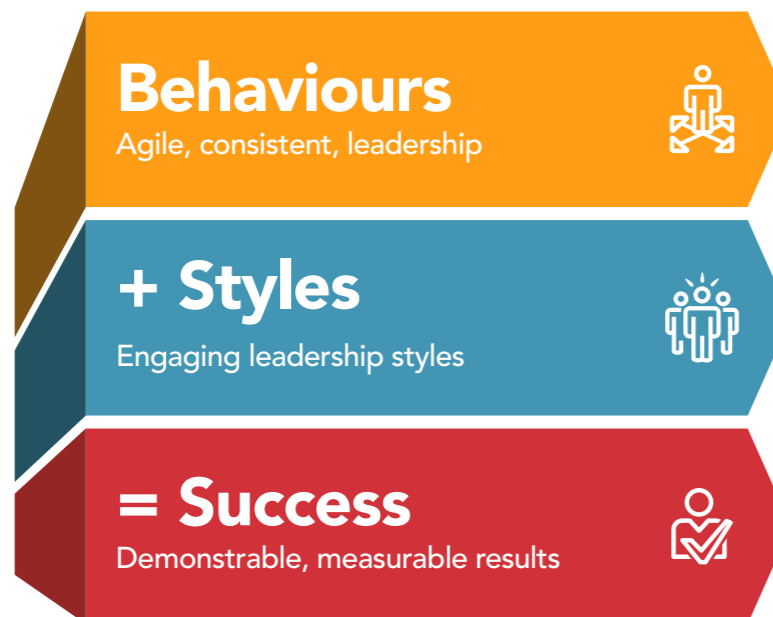 Behaviours
Agile, consistent, leadership
+ Styles
Engaging leadership styles
= Success
Demonstrable, measurable results